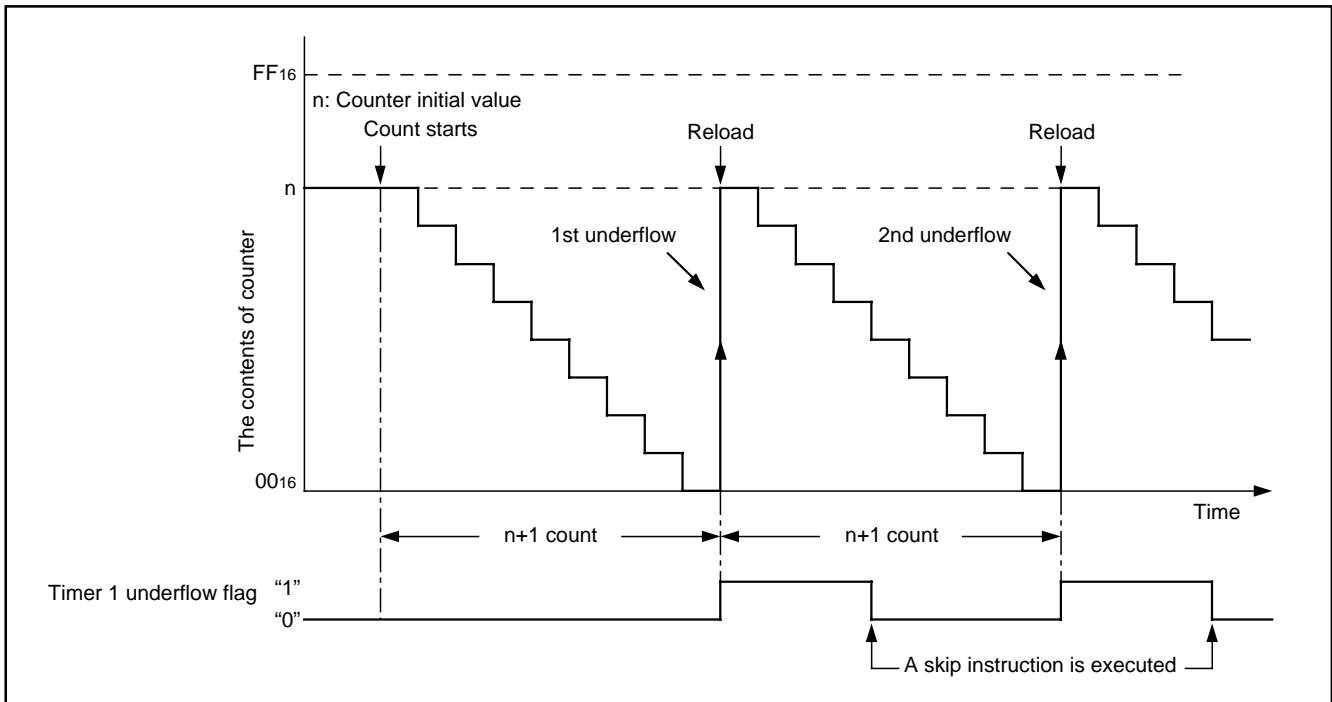 FF16
n: Counter initial value
Count starts
Reload
Reload
n
1st underflow
2nd underflow
The contents of counter
0016
Time
n+1 count
n+1 count
Timer 1 underflow flag
“1”
“0”
A skip instruction is executed